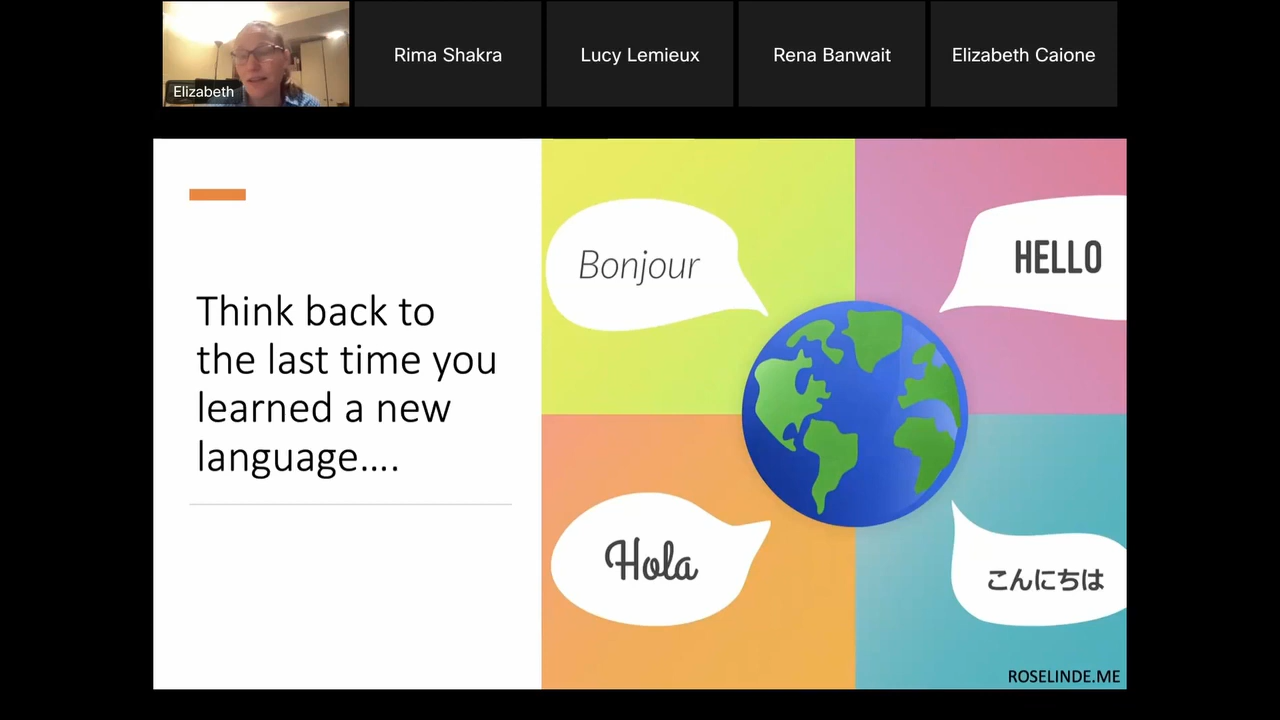 Elizabeth
Rima Shakra
Lucy Lemieux
Rena Banwait
Elizabeth Caione
Think back to
the last time you
learned a new
language....
Bonjour
HELLO
Hola
こんにちは
ROSELINDE.ME